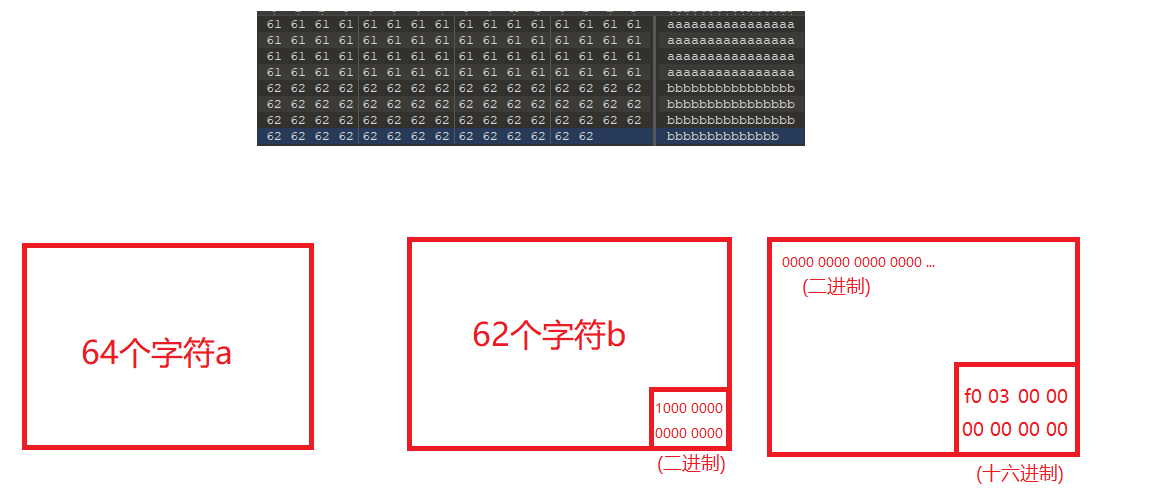 61 61 61 61 61 61 61 61 61 61 61 61 61 61 61 61 aaaaaaaaaaaaaaaa
61 61 61 61 61 61 61 61 61 61 61 61 61 61 61 61 aaaaaaaaaaaaaaaa
61 61 61 61 61 61 61 61 61 61 61 61 61 61 61 61 aaaaaaaaaaaaaaaa
61 61 61 61 61 61 61 61 61 61 61 61 61 61 61 61 aaaaaaaaaaaaaaaa
62 62 62 62 62 62 62 62 62 62 62 62 62 62 62 62 bbbbbbbbbbbbbbbb
62 62 62 62 62 62 62 62 62 62 62 62 62 62 62 62 bbbbbbbbbbbbbbbb
62 62 62 62 62 62 62 62 62 62 62 62 62 62 62 62 bbbbbbbbbbbbbbbb
62 62 62 62 62 62 62 62 62 62 62 62 62 62 bbbbbbbbbbbbbb
64个字符a
62个字符b
1000 0000
0000 0000
(二进制)
0000 0000 0000 0000 ...
(二进制)
f0 03 00 00
00 00 00 00
(十六进制)